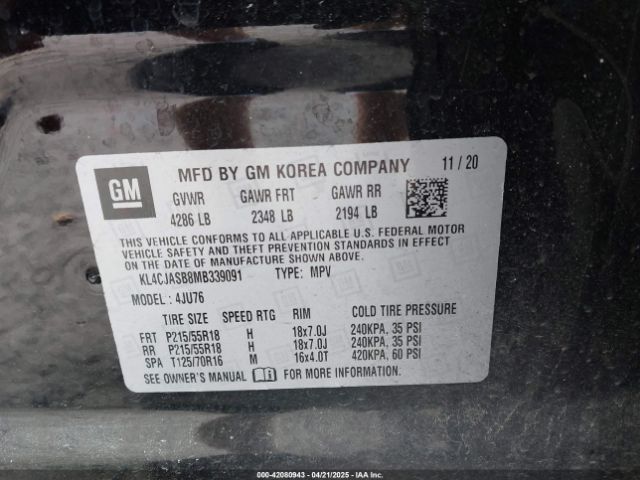 GM
MFD BY GM KOREA COMPANY 11 / 20
GVWR GAWR FRT GAWR RR
4286 LB 2348 LB 2194 LB
THIS VEHICLE CONFORMS TO ALL APPLICABLE U.S. FEDERAL MOTOR
VEHICLE SAFETY AND THEFT PREVENTION STANDARDS IN EFFECT
ON THE DATE OF MANUFACTURE SHOWN ABOVE.
KL4CJASB8MB339091 TYPE: MPV
MODEL: 4JU76
TIRE SIZE SPEED RTG RIM COLD TIRE PRESSURE
FRT P215/55R18 H 18x7.0J 240KPA, 35 PSI
RR P215/55R18 H 18x7.0J 240KPA, 35 PSI
SPA T125/70R16 M 16x4.0T 420KPA, 60 PSI
SEE OWNER'S MANUAL FOR MORE INFORMATION.
000-42080943 - 04/21/2025 - IAAI.COM